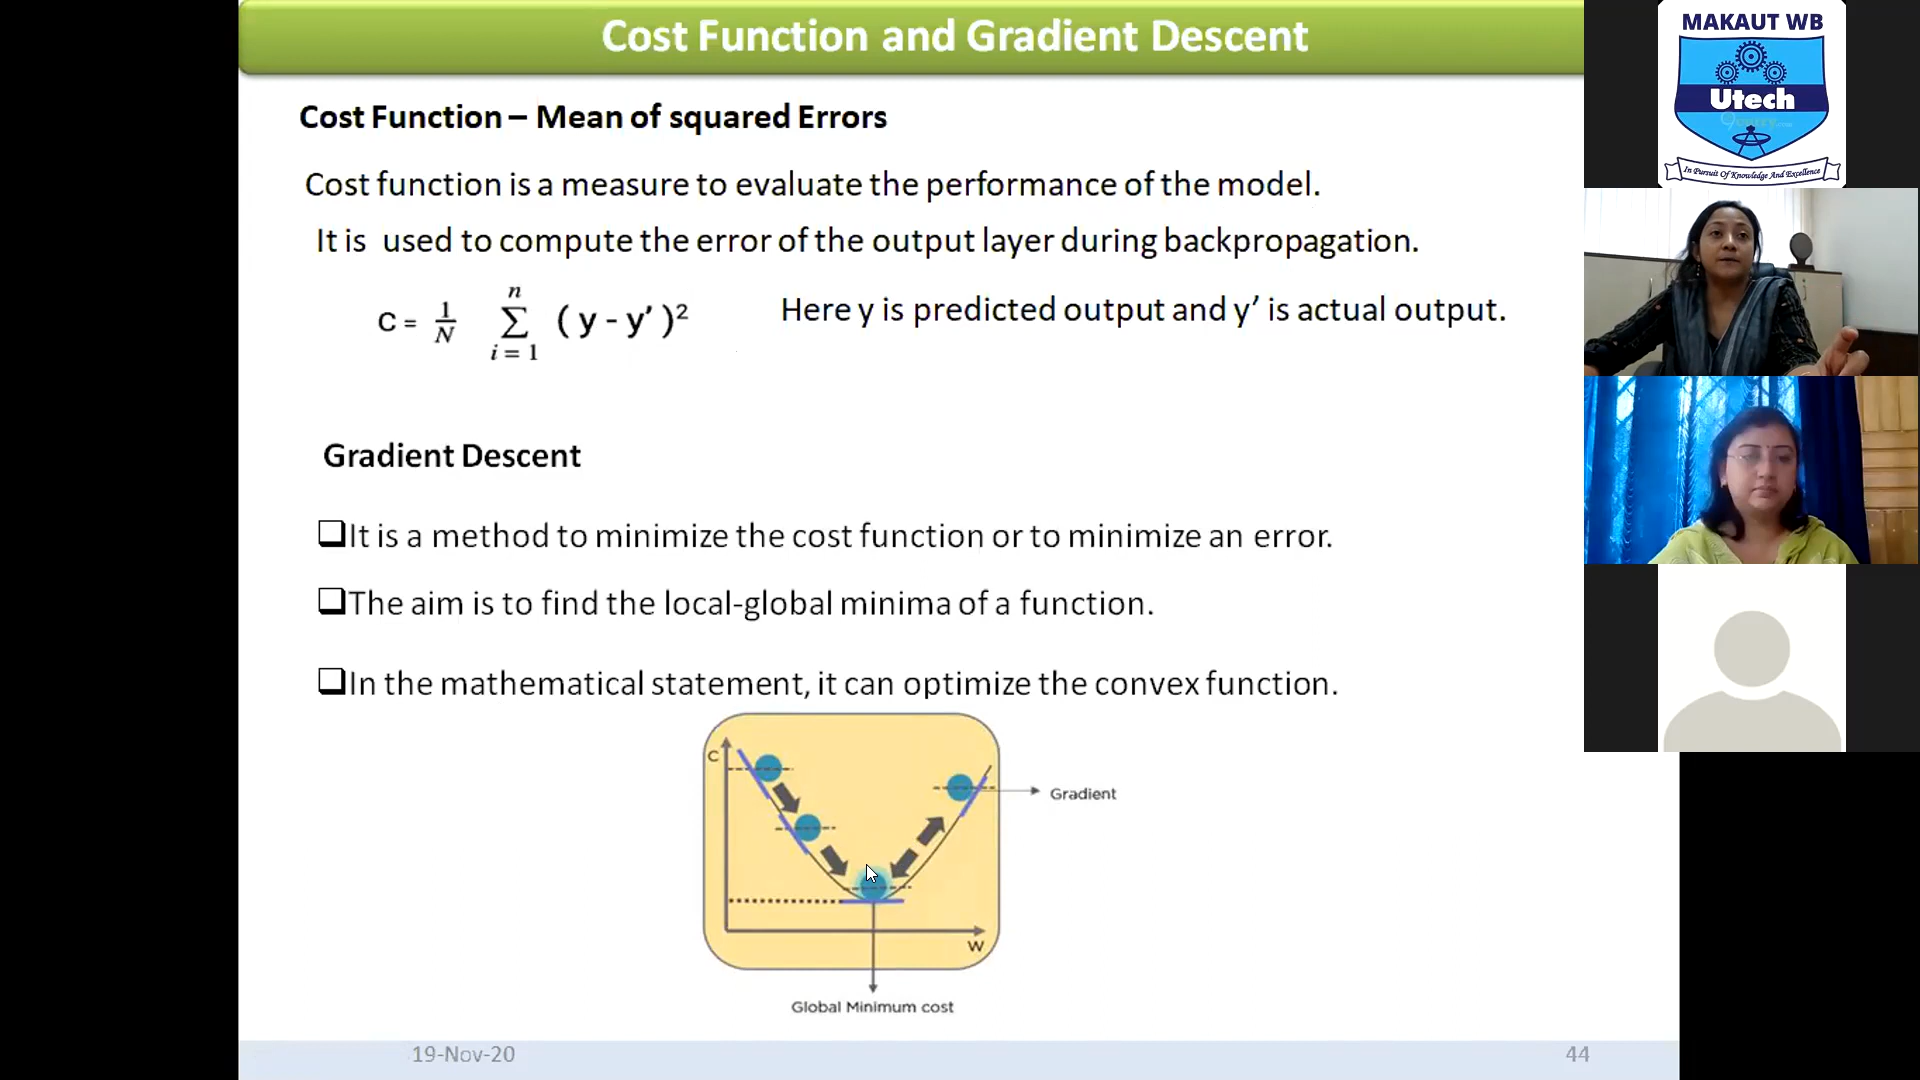 Cost Function and Gradient Descent
Cost Function – Mean of squared Errors
Cost function is a measure to evaluate the performance of the model.
It is used to compute the error of the output layer during backpropagation.
C = 1/N n∑i = 1 ( y - y’ )²
Here y is predicted output and y’ is actual output.
Gradient Descent
❑It is a method to minimize the cost function or to minimize an error.
❑The aim is to find the local-global minima of a function.
❑In the mathematical statement, it can optimize the convex function.
C
Gradient
W
Global Minimum cost
19-Nov-20
44
MAKAUT WB
Utech
In Pursuit Of Knowledge And Excellence